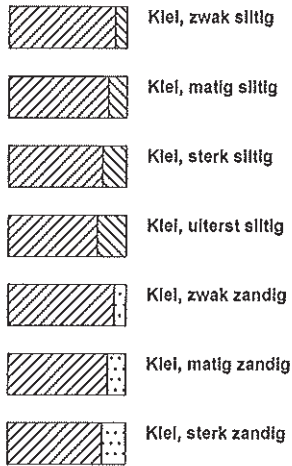 Klei, zwak siltig
Klei, matig siltig
Klei, sterk siltig
Klei, uiterst siltig
Klei, zwak zandig
Klei, matig zandig
Klei, sterk zandig